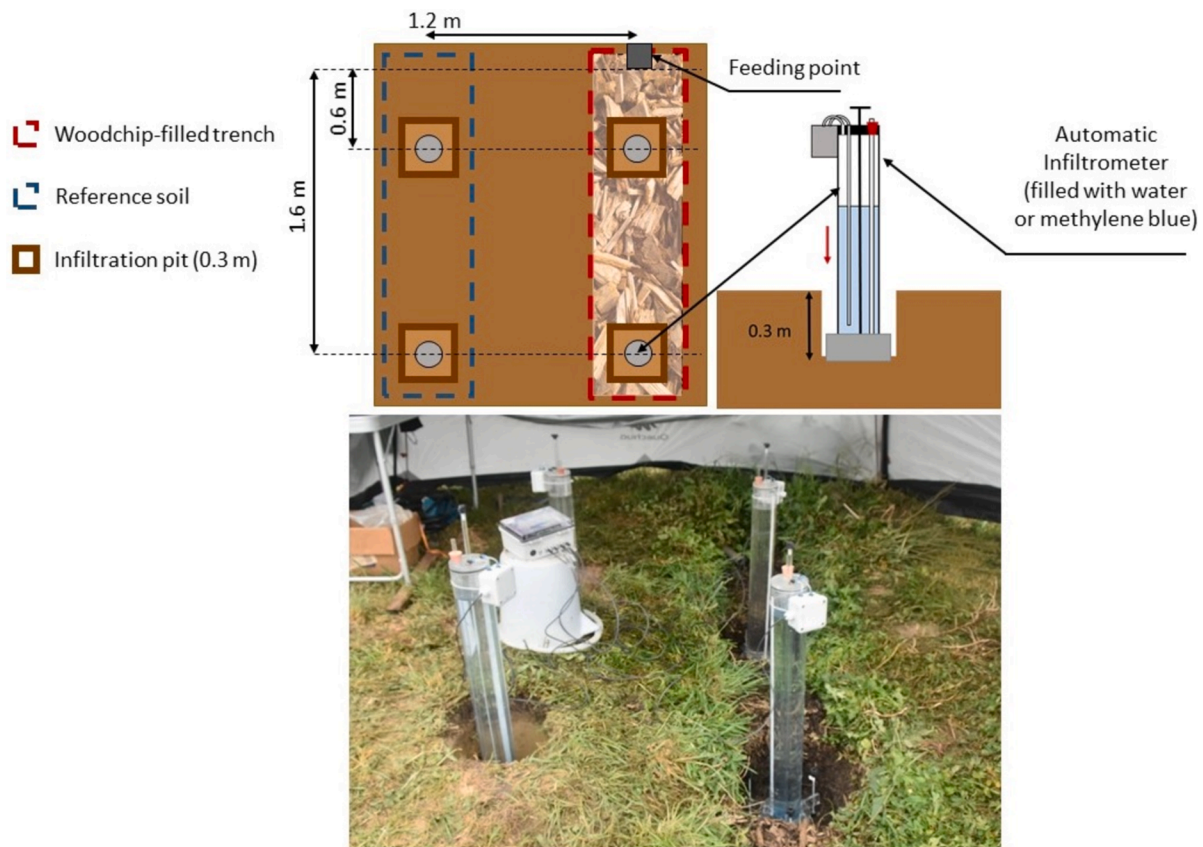 1.2 m
Feeding point
0.6 m
1.6 m
Woodchip-filled trench
Reference soil
Infiltration pit (0.3 m)
Automatic
Infiltrometer
(filled with water
or methylene blue)
0.3 m
Quechua